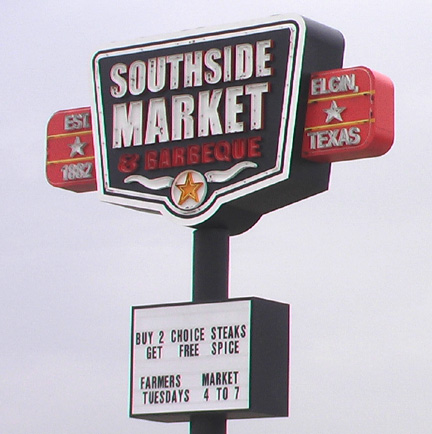 SOUTHSIDE
MARKET
& BARBEQUE
EST.
1882
ELGIN,
TEXAS
BUY 2 CHOICE STEAKS
GET FREE SPICE
FARMERS MARKET
TUESDAYS 4 TO 7